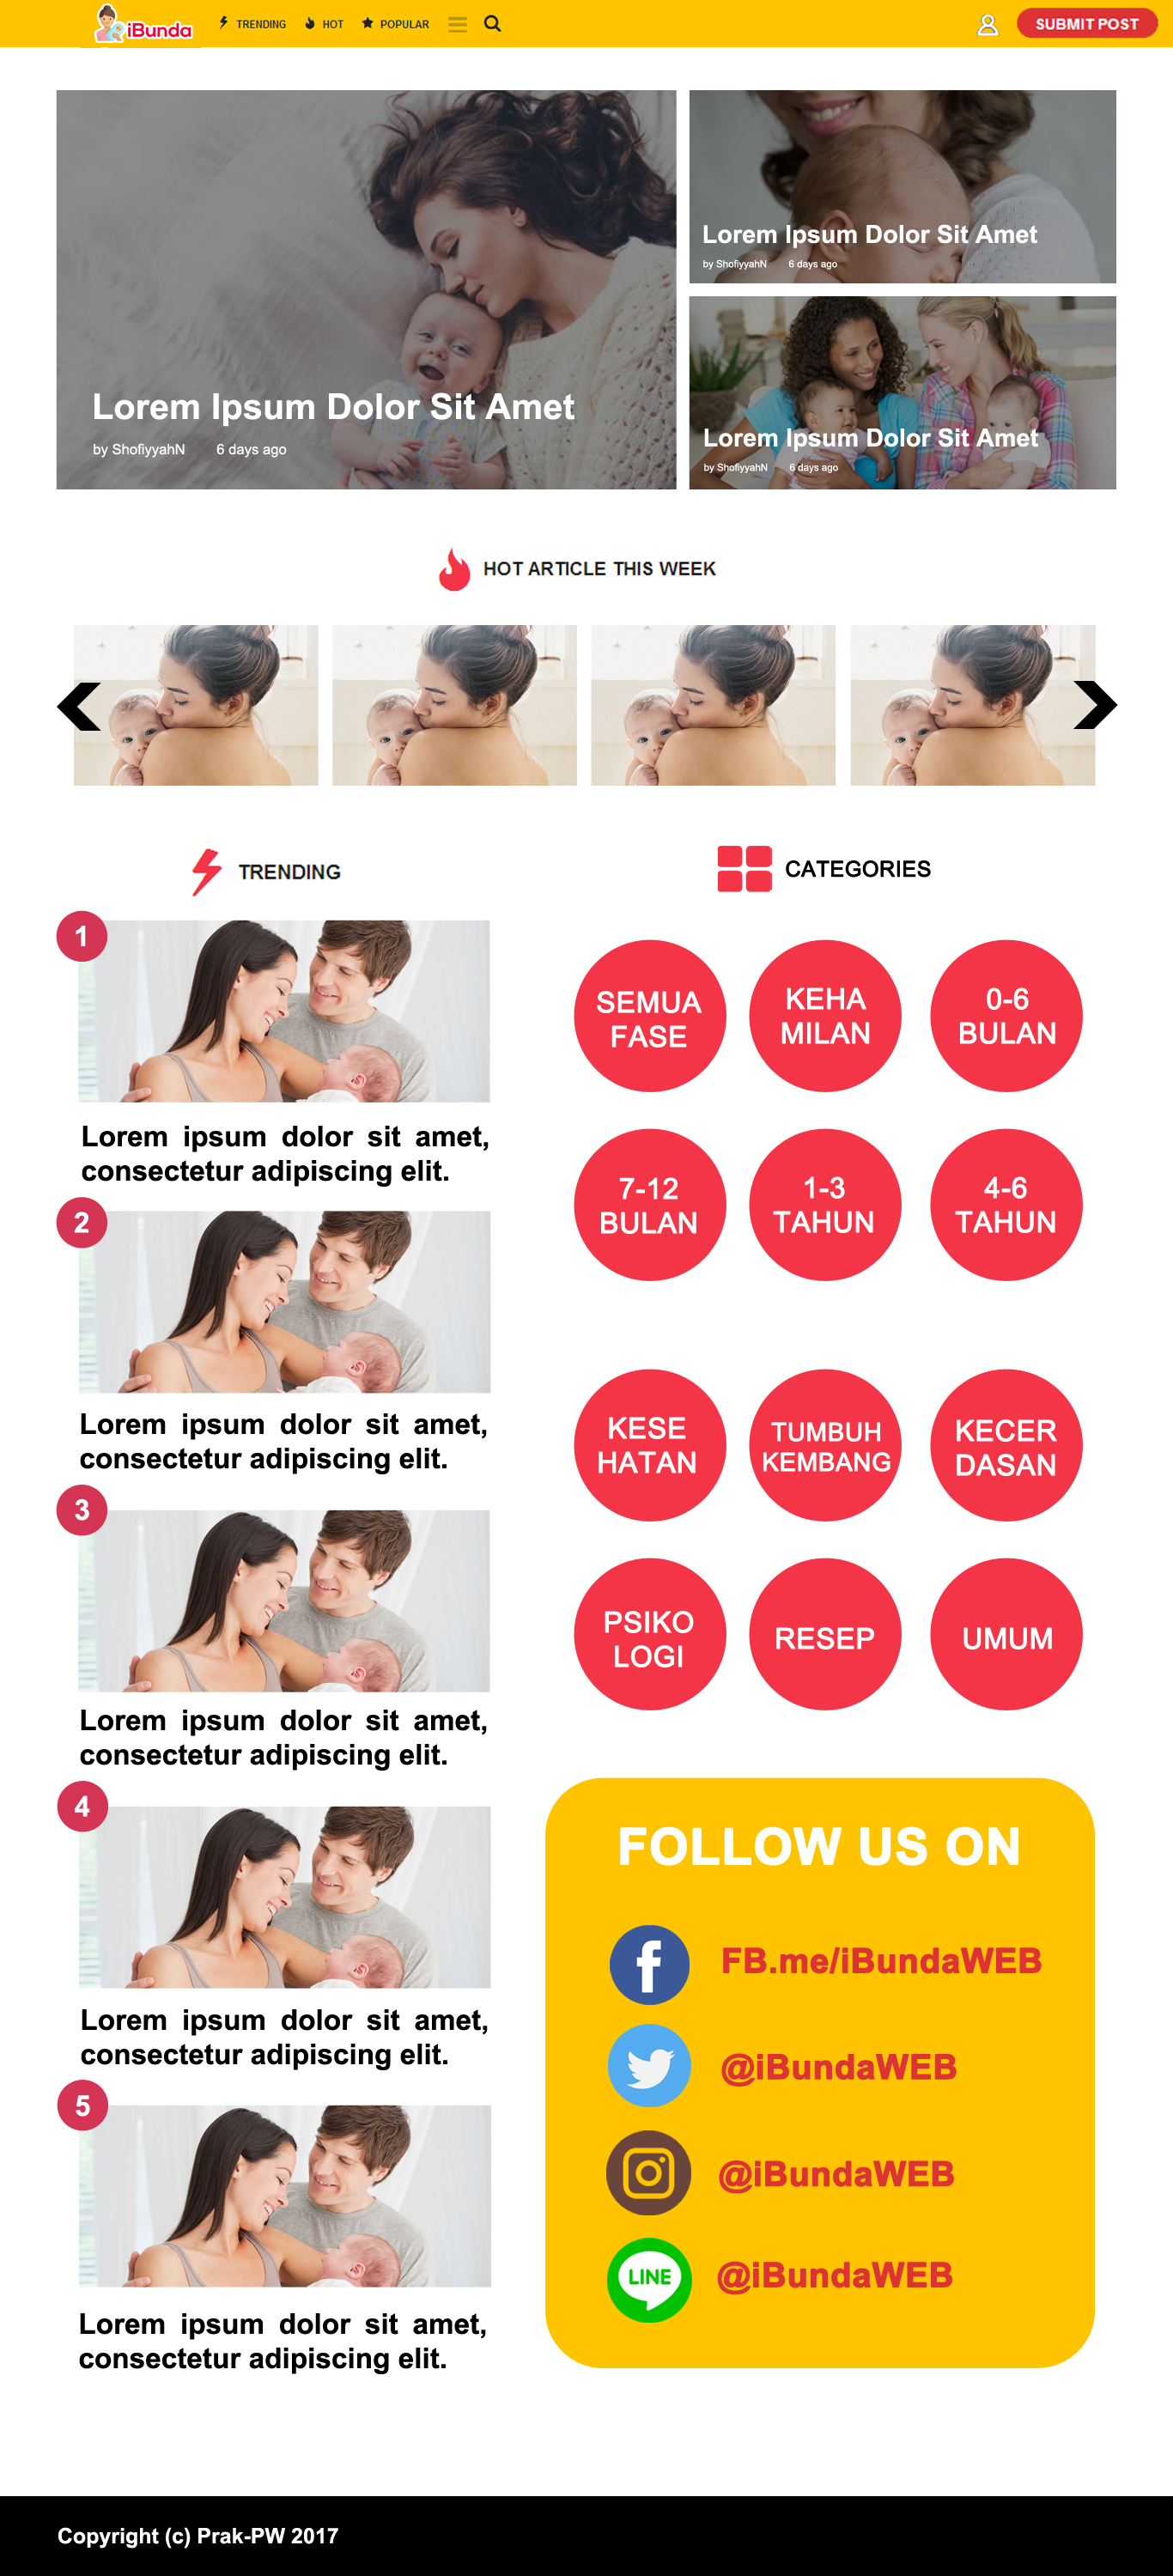 iBunda
TRENDING
HOT
POPULAR
SUBMIT POST
Lorem Ipsum Dolor Sit Amet
by ShofiyyahN 6 days ago
Lorem Ipsum Dolor Sit Amet
by ShofiyyahN 6 days ago
Lorem Ipsum Dolor Sit Amet
by ShofiyyahN 6 days ago
HOT ARTICLE THIS WEEK
TRENDING
1
Lorem ipsum dolor sit amet,
consectetur adipiscing elit.
2
Lorem ipsum dolor sit amet,
consectetur adipiscing elit.
3
Lorem ipsum dolor sit amet,
consectetur adipiscing elit.
4
Lorem ipsum dolor sit amet,
consectetur adipiscing elit.
5
Lorem ipsum dolor sit amet,
consectetur adipiscing elit.
CATEGORIES
SEMUA
FASE
KEHA
MILAN
0-6
BULAN
7-12
BULAN
1-3
TAHUN
4-6
TAHUN
KESE
HATAN
TUMBUH
KEMBANG
KECER
DASAN
PSIKO
LOGI
RESEP
UMUM
FOLLOW US ON
FB.me/iBundaWEB
@iBundaWEB
@iBundaWEB
LINE
@iBundaWEB
Copyright (c) Prak-PW 2017